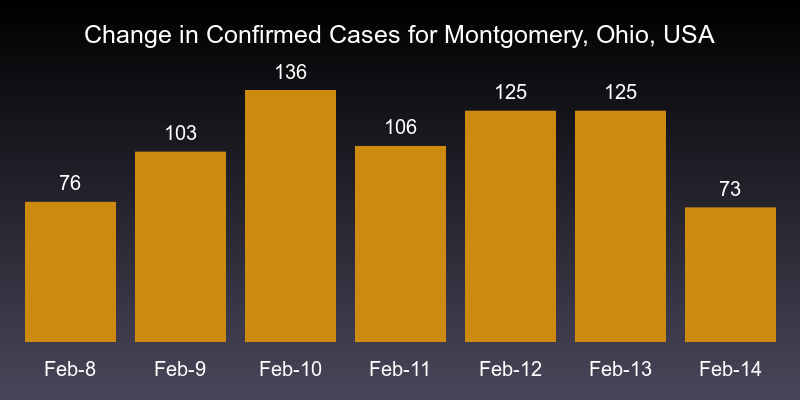 Change in Confirmed Cases for Montgomery, Ohio, USA
76
103
136
106
125
125
73
Feb-8
Feb-9
Feb-10
Feb-11
Feb-12
Feb-13
Feb-14